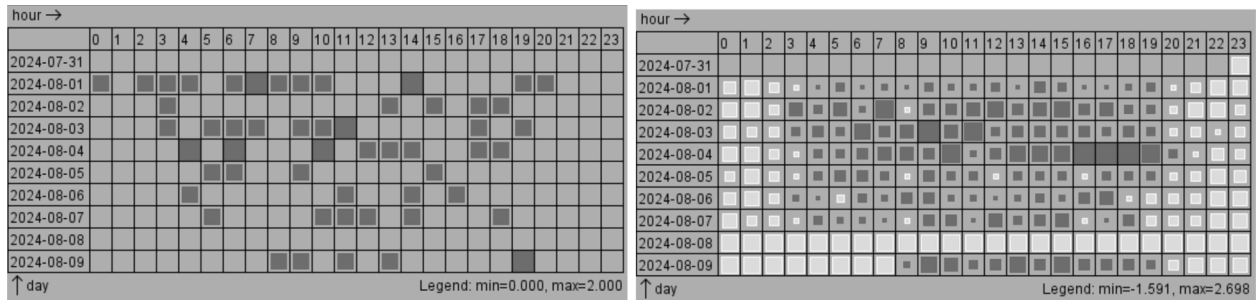 hour →
0 1 2 3 4 5 6 7 8 9 10 11 12 13 14 15 16 17 18 19 20 21 22 23
2024-07-31
2024-08-01
2024-08-02
2024-08-03
2024-08-04
2024-08-05
2024-08-06
2024-08-07
2024-08-08
2024-08-09
↑ day
Legend: min=0.000, max=2.000
hour →
0 1 2 3 4 5 6 7 8 9 10 11 12 13 14 15 16 17 18 19 20 21 22 23
2024-07-31
2024-08-01
2024-08-02
2024-08-03
2024-08-04
2024-08-05
2024-08-06
2024-08-07
2024-08-08
2024-08-09
↑ day
Legend: min=-1.591, max=2.698